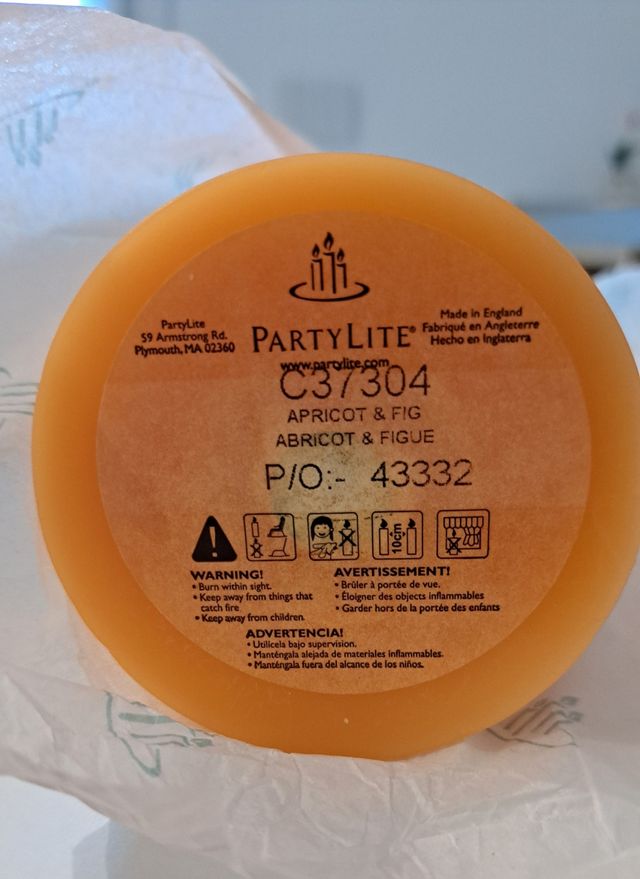 PartyLite
59 Armstrong Rd.
Plymouth, MA 02360
PARTYLITE®
Made in England
Fabriqué en Angleterre
Hecho en Inglaterra
www.partylite.com
C37304
APRICOT & FIG
ABRICOT & FIGUE
P/O:- 43332
10cm
WARNING!
• Burn within sight.
• Keep away from things that
catch fire
• Keep away from children.
AVERTISSEMENT!
• Brûler à portée de vue.
• Éloigner des objects inflammables
• Garder hors de la portée des enfants
ADVERTENCIA!
• Utilícela bajo supervision.
• Manténgala alejada de materiales inflammables.
• Manténgala fuera del alcance de los niños.